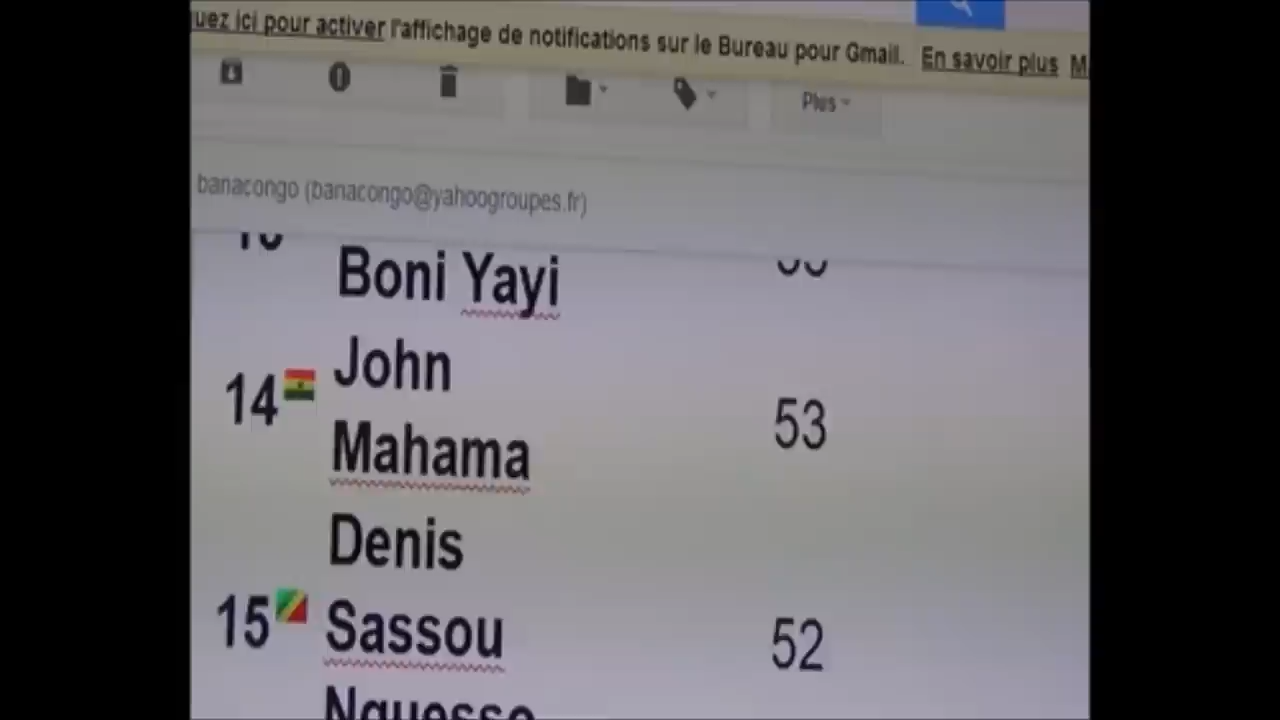 uez ici pour activer l'affichage de notifications sur le Bureau pour Gmail. En savoir plus M
Plus
banacongo (banacongo@yahoogroupes.fr)
Boni Yayi
14 John Mahama 53
15 Denis Sassou Nguesso 52